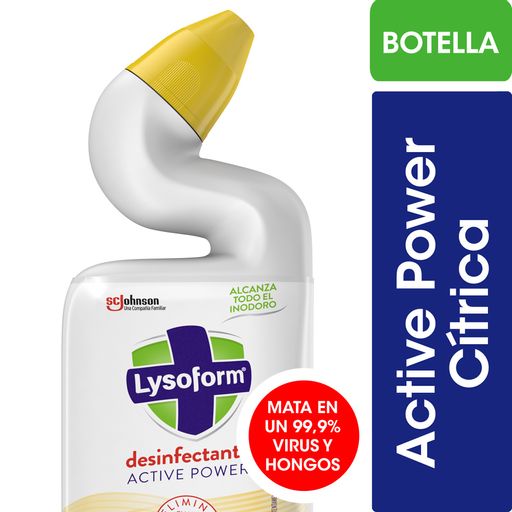 BOTELLA
Active Power
Cítrica
SC Johnson
Una Compañía Familiar
ALCANZA
TODO EL
INODORO
Lysoform®
desinfectant
ACTIVE POWER
MATA EN
UN 99,9%
VIRUS Y
HONGOS
ELIMIN